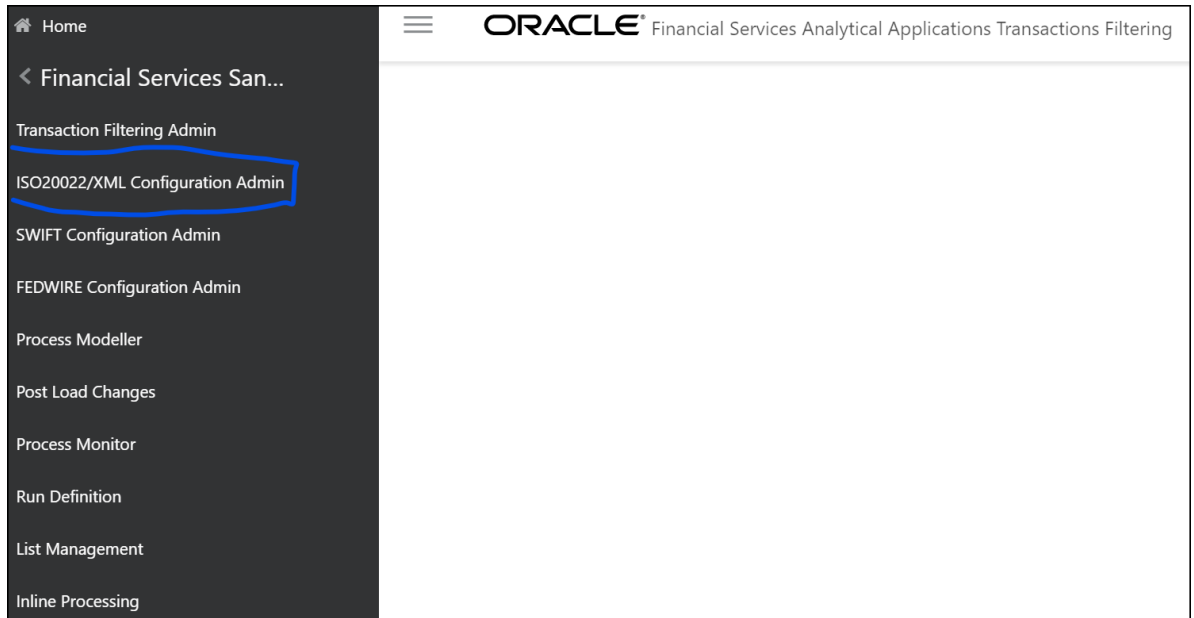 Home
Financial Services San...
Transaction Filtering Admin
ISO20022/XML Configuration Admin
SWIFT Configuration Admin
FEDWIRE Configuration Admin
Process Modeller
Post Load Changes
Process Monitor
Run Definition
List Management
Inline Processing
ORACLE® Financial Services Analytical Applications Transactions Filtering